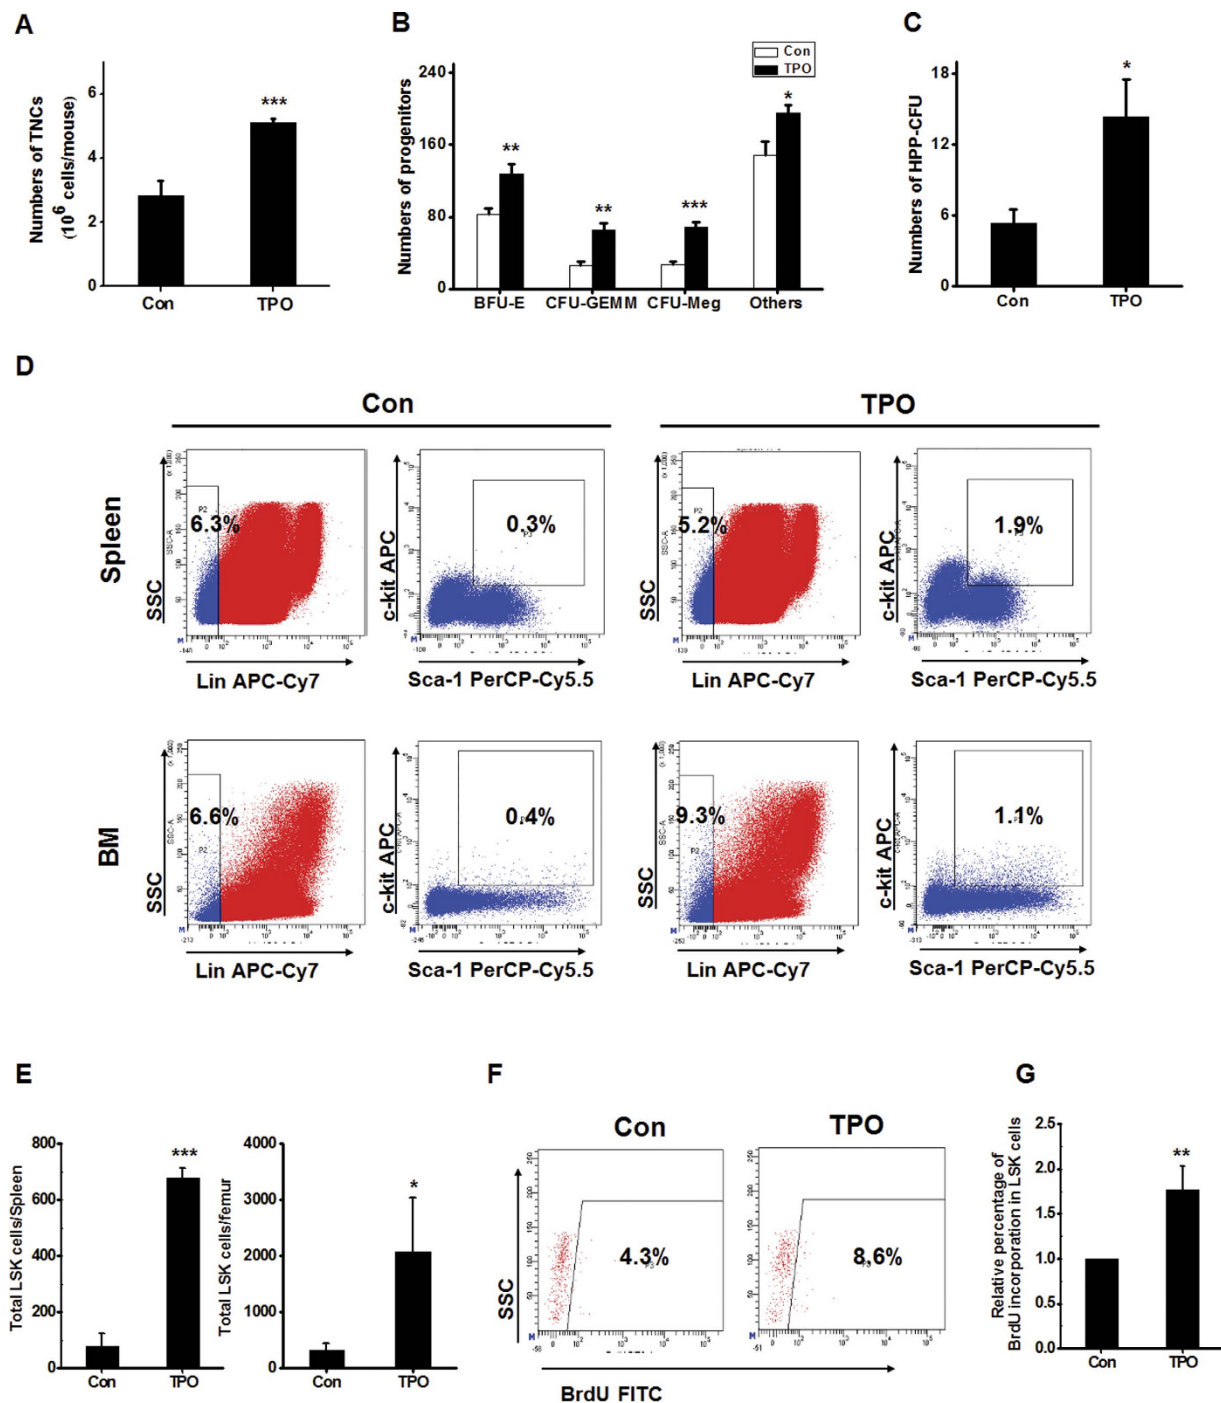 A
Numbers of TNCs
(10⁶ cells/mouse)
6
4
2
0
***
Con
TPO
B
Con
TPO
Numbers of progenitors
240
160
80
0
**
**
***
*
BFU-E
CFU-GEMM
CFU-Meg
Others
C
Numbers of HPP-CFU
18
12
6
0
*
Con
TPO
D
Con
TPO
Spleen
SSC
6.3%
P2
SSC-A
Lin APC-Cy7
c-kit APC
0.3%
Sca-1 PerCP-Cy5.5
SSC
5.2%
P2
SSC-A
Lin APC-Cy7
c-kit APC
1.9%
Sca-1 PerCP-Cy5.5
BM
SSC
6.6%
P2
SSC-A
Lin APC-Cy7
c-kit APC
0.4%
Sca-1 PerCP-Cy5.5
SSC
9.3%
P2
SSC-A
Lin APC-Cy7
c-kit APC
1.1%
Sca-1 PerCP-Cy5.5
E
Total LSK cells/Spleen
800
600
400
200
0
***
Con
TPO
Total LSK cells/femur
4000
3000
2000
1000
0
*
Con
TPO
F
Con
TPO
SSC
4.3%
8.6%
BrdU FITC
G
Relative percentage of
BrdU incorporation in LSK cells
2.5
2.0
1.5
1.0
0.5
0.0
**
Con
TPO